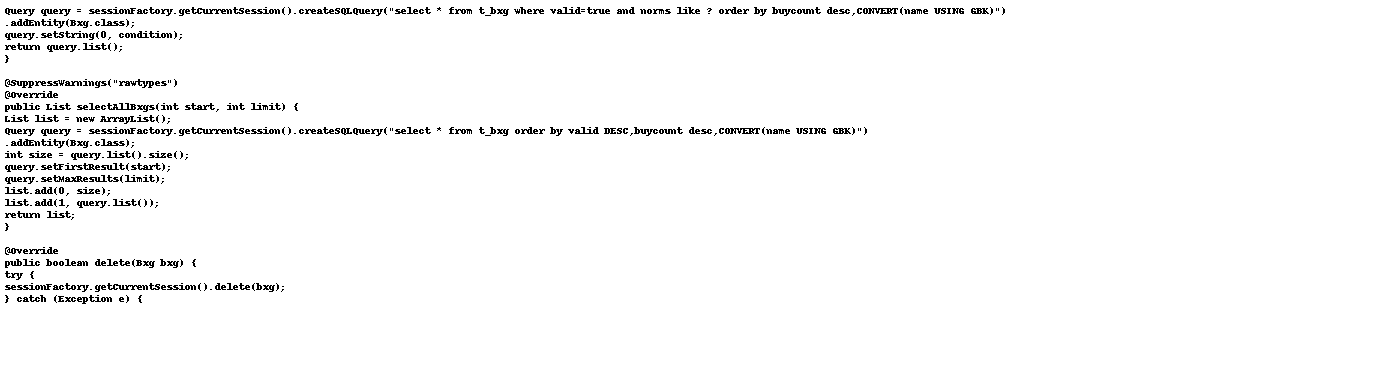 Query query = sessionFactory.getCurrentSession().createSQLQuery("select * from t_bxg where valid=true and norms like ? order by buycount desc,CONVERT(name USING GBK)")
.addEntity(Bxg.class);
query.setString(0, condition);
return query.list();
}

@SuppressWarnings("rawtypes")
@Override
public List selectAllBxgs(int start, int limit) {
List list = new ArrayList();
Query query = sessionFactory.getCurrentSession().createSQLQuery("select * from t_bxg order by valid DESC,buycount desc,CONVERT(name USING GBK)")
.addEntity(Bxg.class);
int size = query.list().size();
query.setFirstResult(start);
query.setMaxResults(limit);
list.add(0, size);
list.add(1, query.list());
return list;
}

@Override
public boolean delete(Bxg bxg) {
try {
sessionFactory.getCurrentSession().delete(bxg);
} catch (Exception e) {